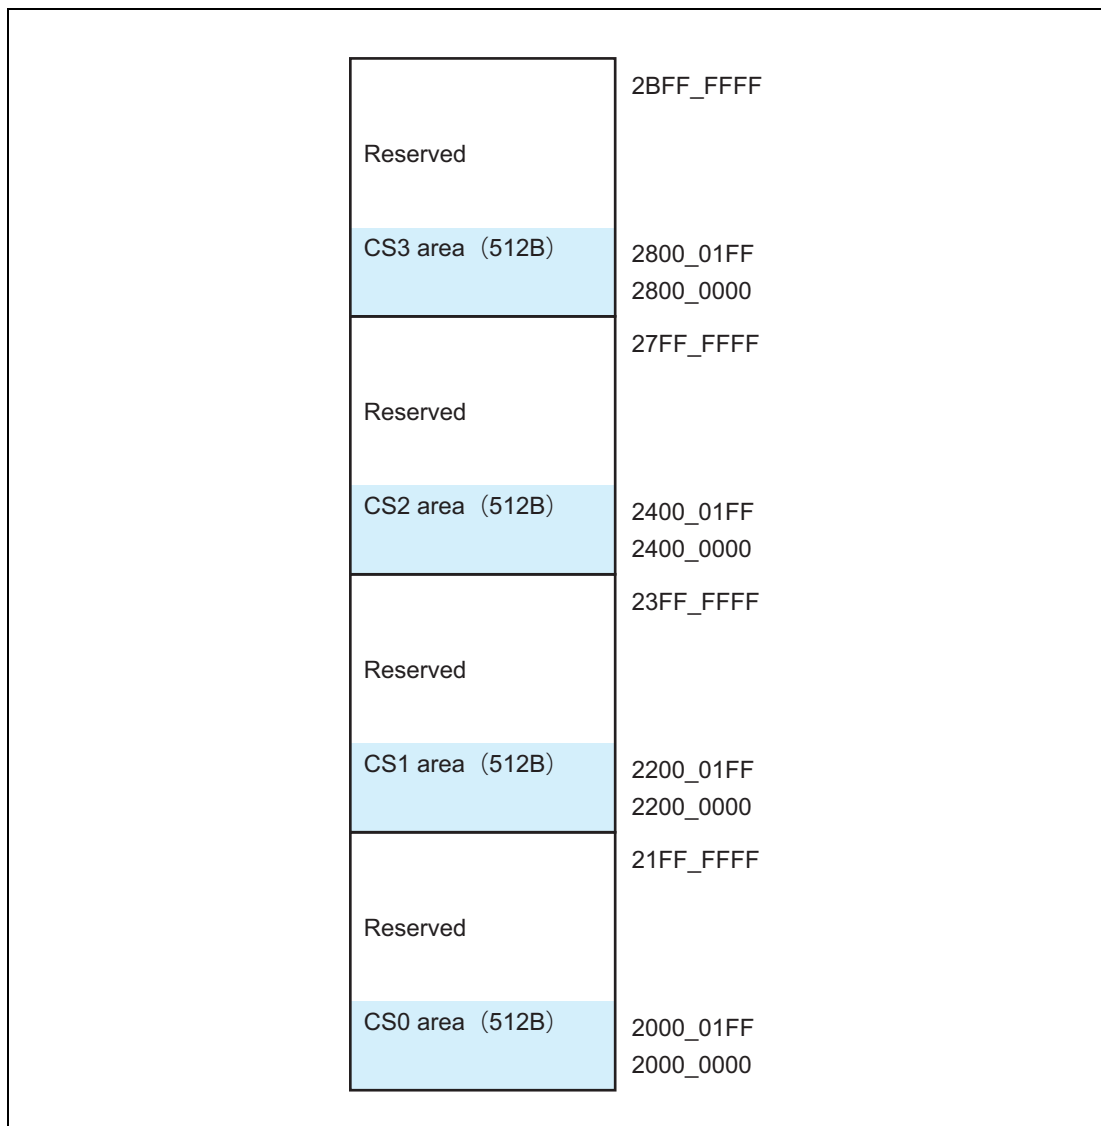 2BFF_FFFF
Reserved
CS3 area（512B）
2800_01FF
2800_0000
27FF_FFFF
Reserved
CS2 area（512B）
2400_01FF
2400_0000
23FF_FFFF
Reserved
CS1 area（512B）
2200_01FF
2200_0000
21FF_FFFF
Reserved
CS0 area（512B）
2000_01FF
2000_0000